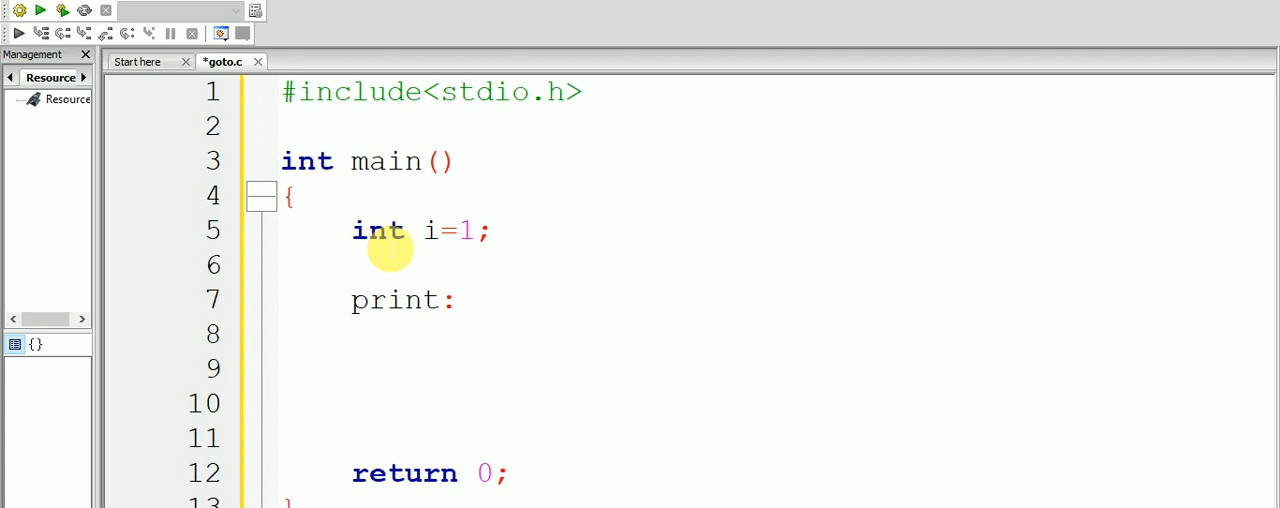 Management
Resource
Resource
{}
Start here
*goto.c
1 #include<stdio.h>
2
3 int main()
4 {
5 int i=1;
6
7 print:
8
9
10
11
12 return 0;
13 }